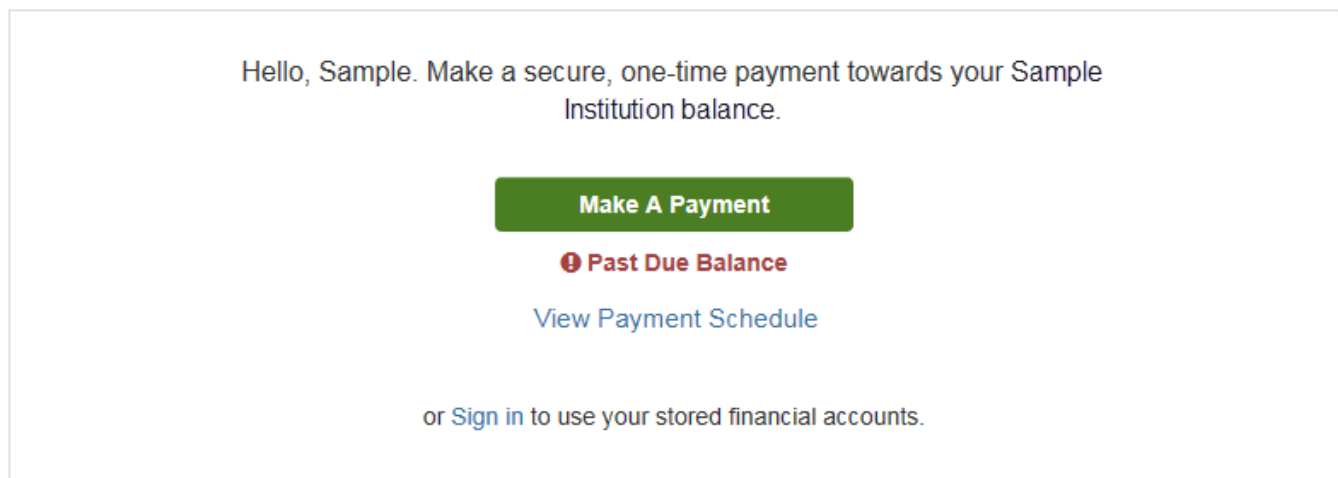 Hello, Sample. Make a secure, one-time payment towards your Sample
Institution balance.
Make A Payment
Past Due Balance
View Payment Schedule
or Sign in to use your stored financial accounts.